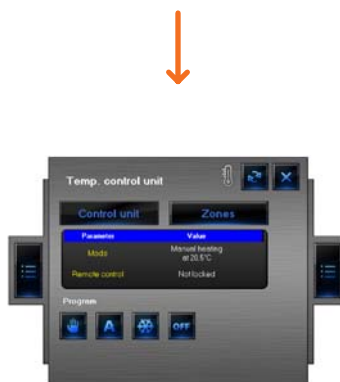 Temp. control unit
Control unit Zones
Parameter Value
Mode Manual heating
at 20.5°C
Remote control Not locked
Program
A OFF